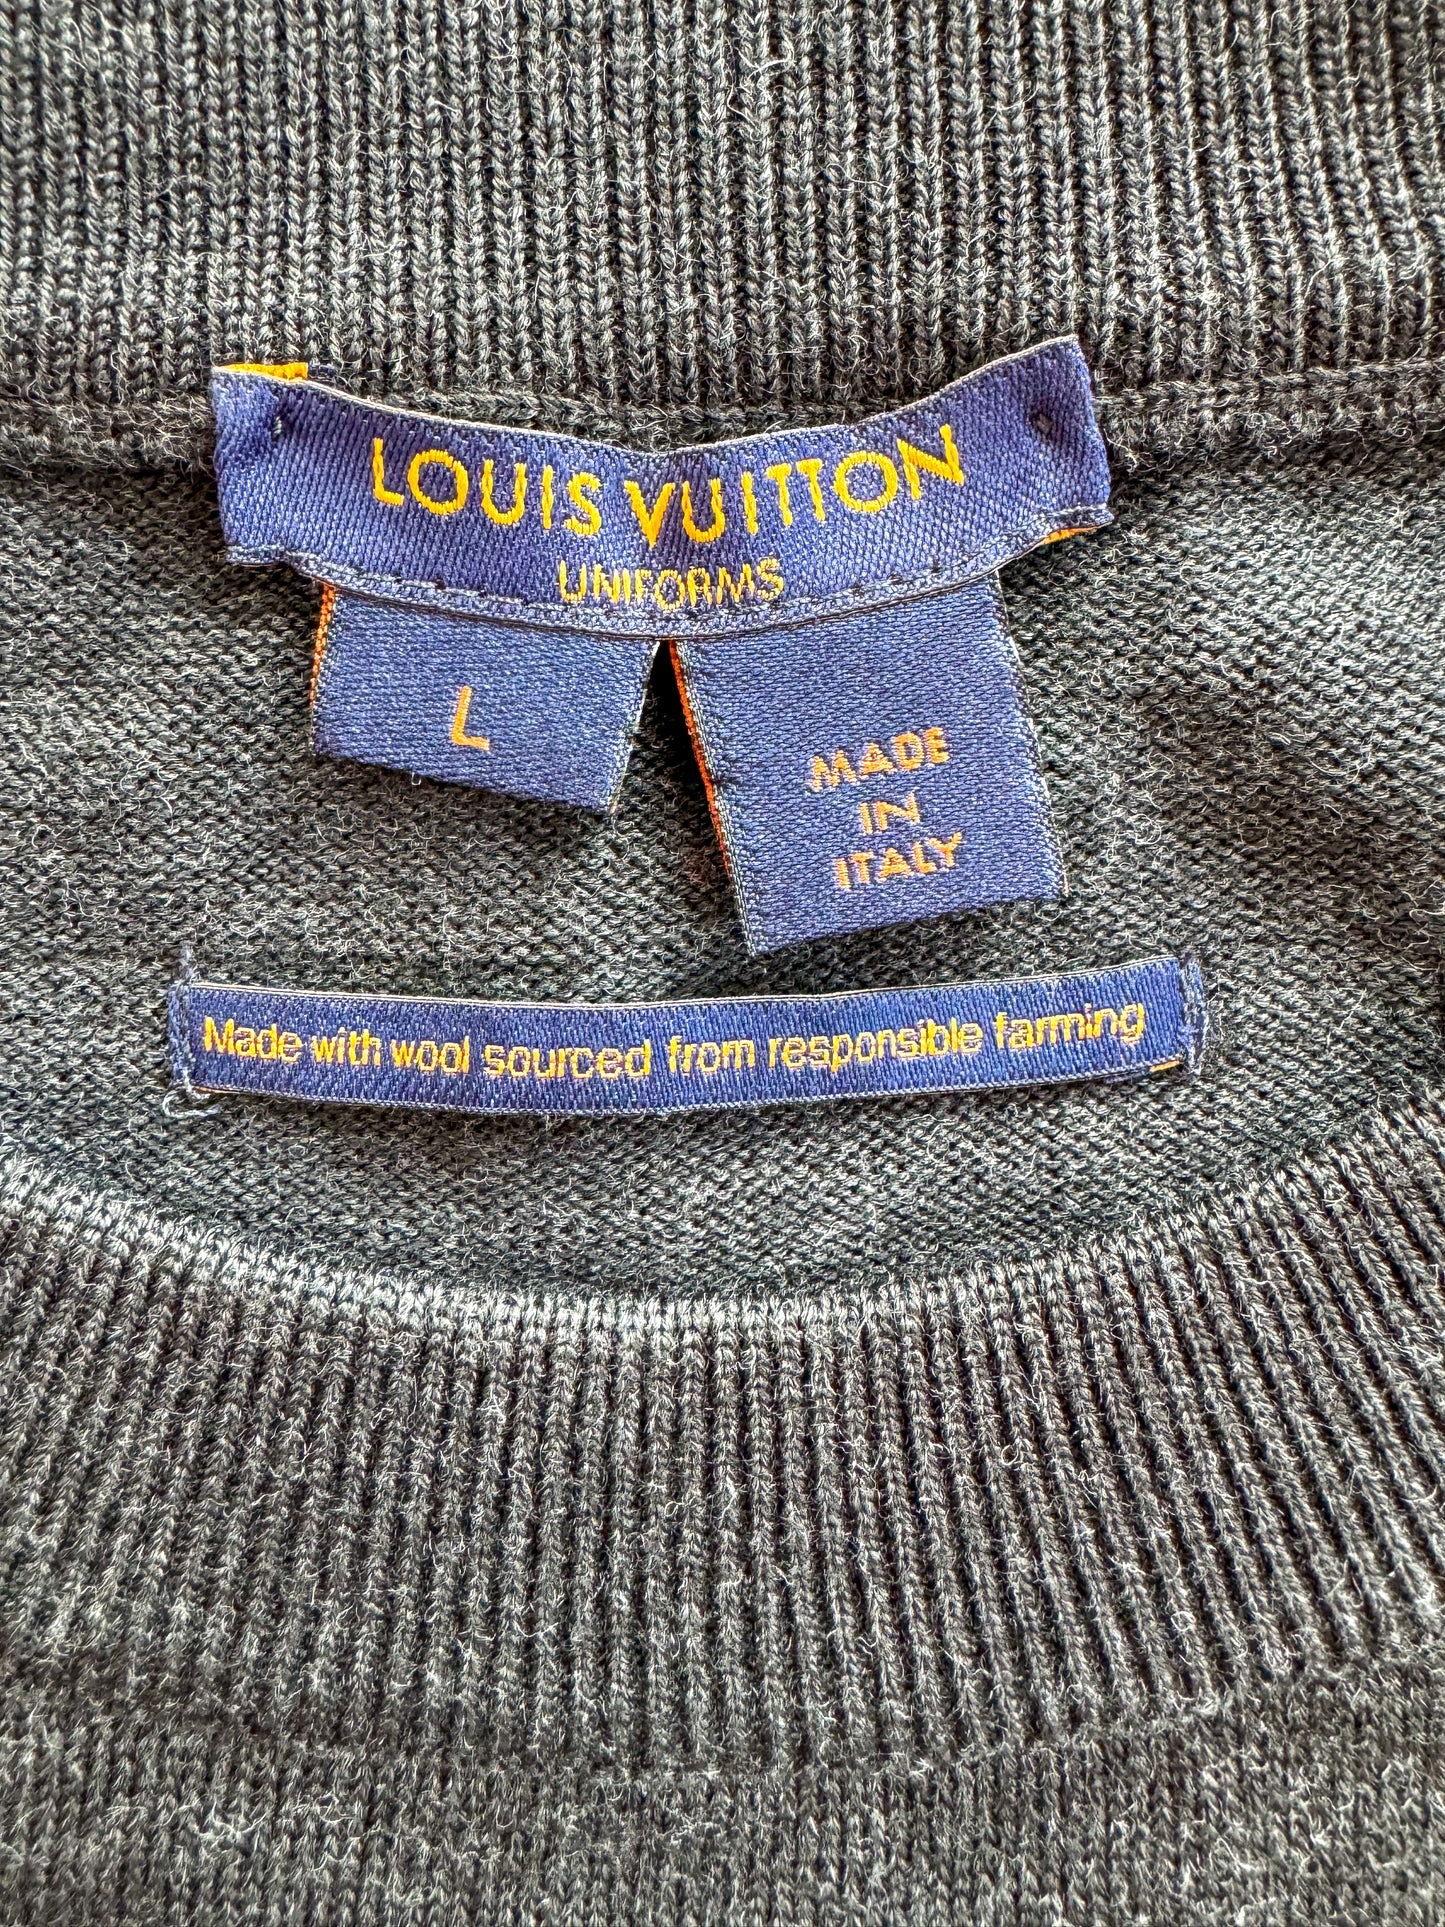 LOUIS VUITTON
UNIFORMS
L
MADE
IN
ITALY
Made with wool sourced from responsible farming